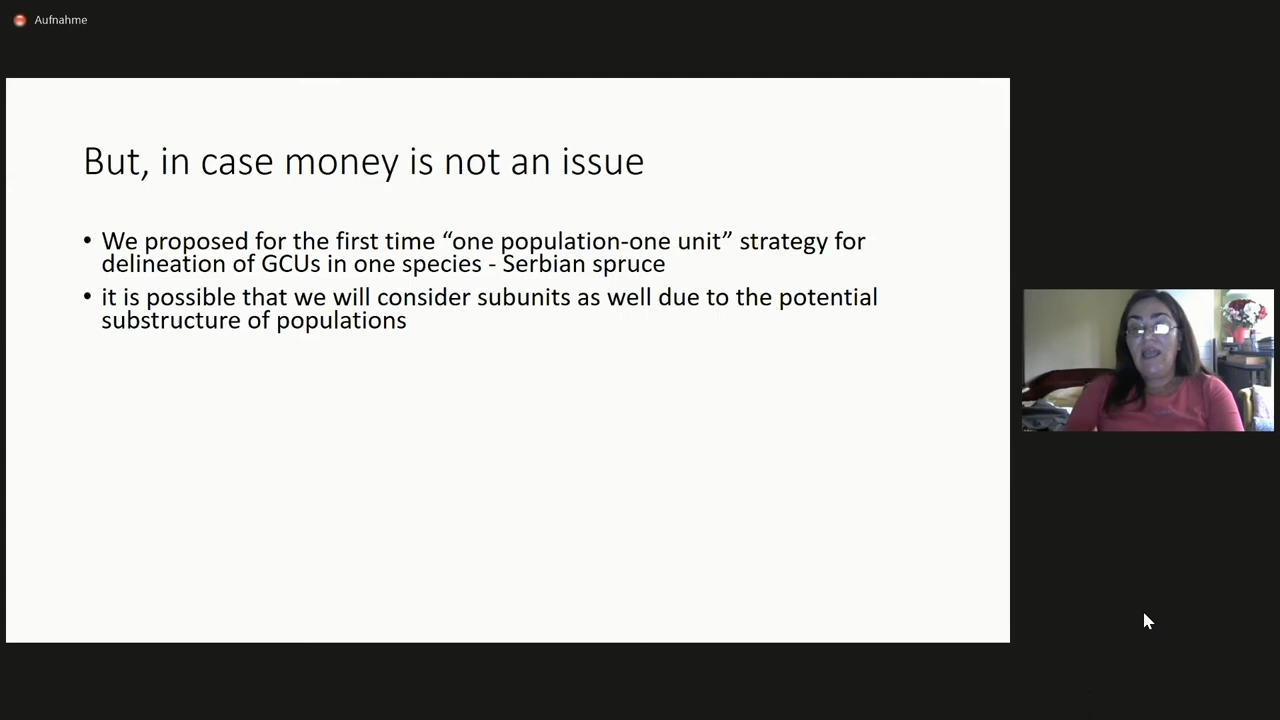 Aufnahme
But, in case money is not an issue
• We proposed for the first time “one population-one unit” strategy for
delineation of GCUs in one species - Serbian spruce
• it is possible that we will consider subunits as well due to the potential
substructure of populations